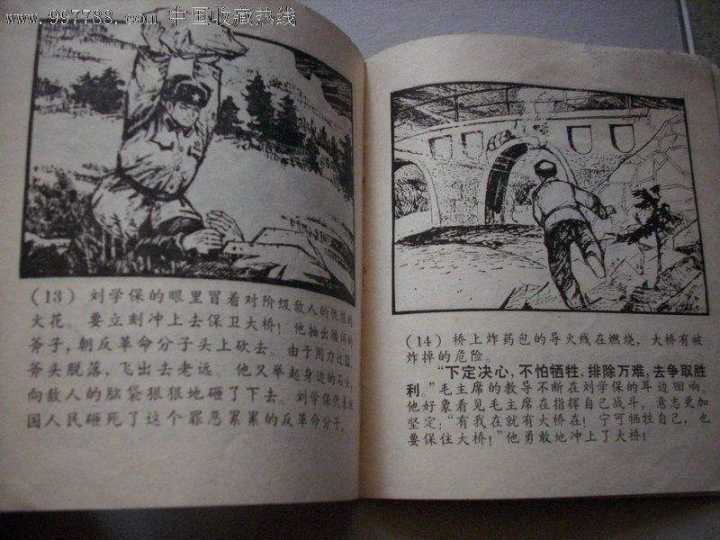 www.997788.com 中国收藏热线
(13) 刘学保的眼里冒着对阶级敌人的
火花。要立刻冲上去保卫大桥！他抽出
斧子，朝反革命分子头上砍去。由于用力过猛，
斧头脱落，飞出去老远。他又举起身边的石头，
向敌人的脑袋狠狠地砸了下去。刘学保代表
国人民砸死了这个罪恶累累的反革命分子。
(14) 桥上炸药包的导火线在燃烧，大桥有被
炸掉的危险。
“下定决心，不怕牺牲，排除万难，去争取胜
利。”毛主席的教导不断在刘学保的耳边回响。
他好象看见毛主席在指挥自己战斗，意志更加
坚定：“有我在就有大桥在！宁可牺牲自己，也
要保住大桥！”他勇敢地冲上了大桥！